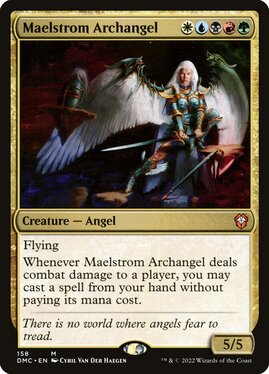 Maelstrom Archangel
Creature — Angel
Flying
Whenever Maelstrom Archangel deals
combat damage to a player, you may
cast a spell from your hand without
paying its mana cost.
There is no world where angels fear to
tread.
5/5
158 M
DMC • EN CYRIL VAN DER HAEGEN
™ & © 2022 Wizards of the Coast